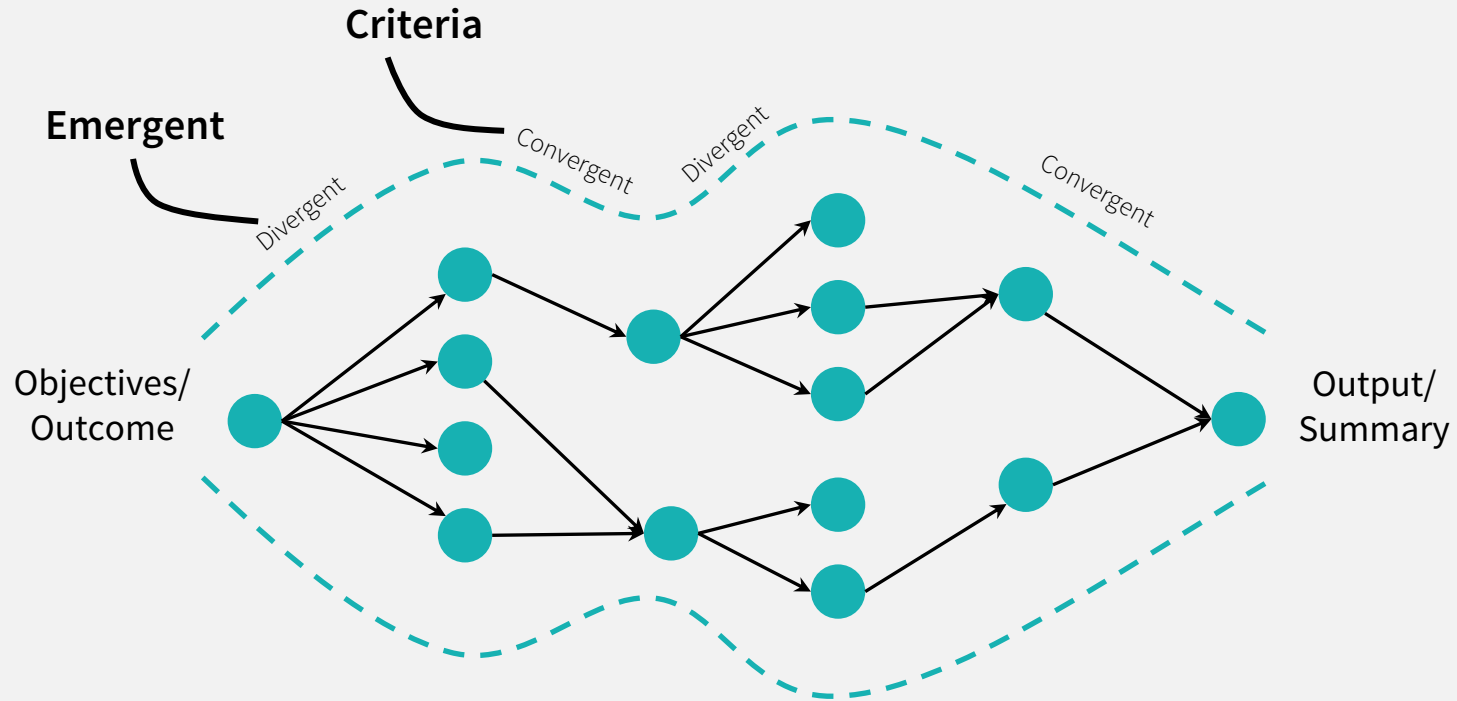 Criteria
Emergent
Divergent
Convergent
Divergent
Convergent
Objectives/
Outcome
Output/
Summary